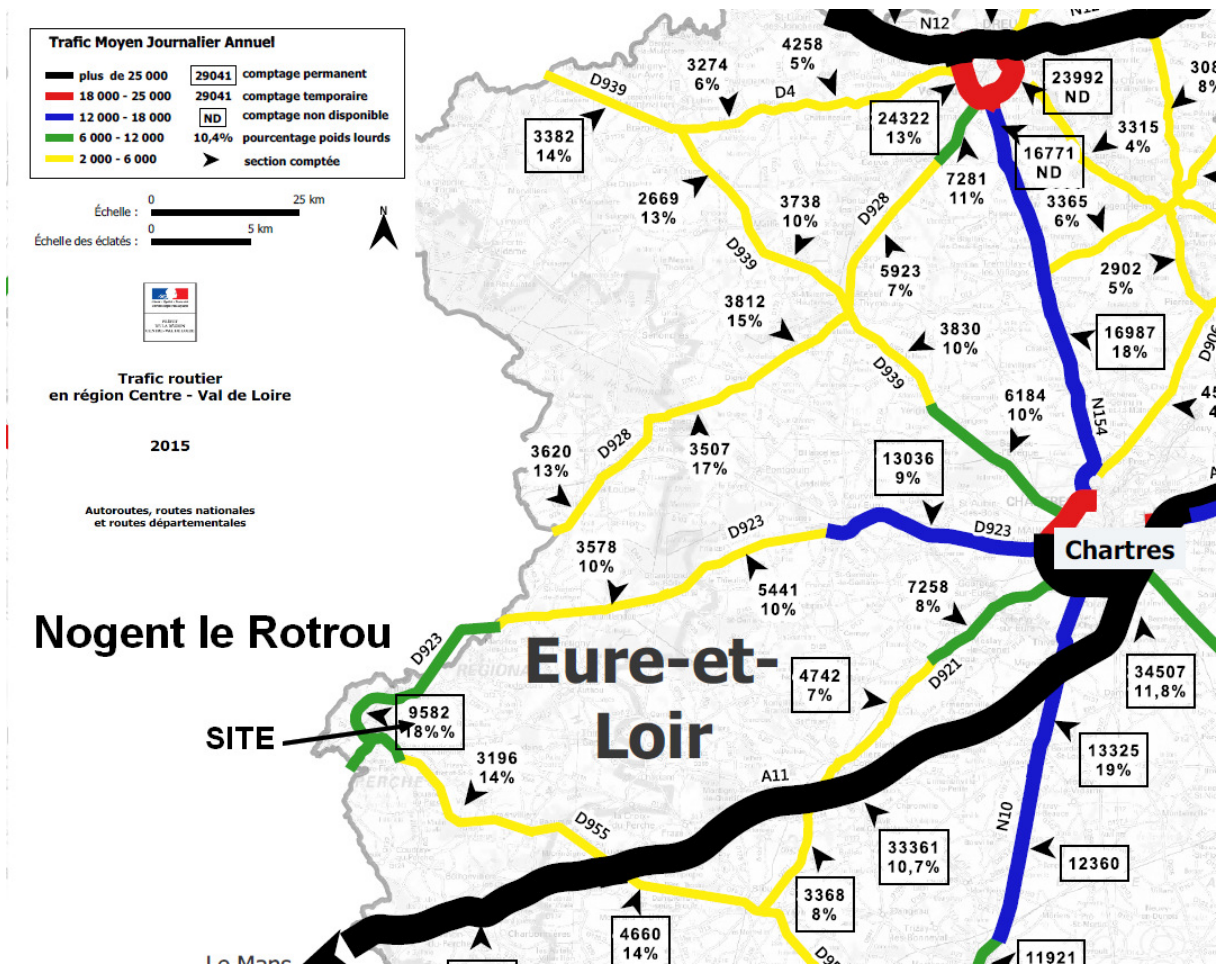 Trafic Moyen Journalier Annuel
plus de 25 000
29041 comptage permanent
18 000 - 25 000
29041 comptage temporaire
12 000 - 18 000
ND comptage non disponible
6 000 - 12 000
10,4% pourcentage poids lourds
2 000 - 6 000
section comptée
Échelle :
0
25 km
Échelle des éclatés :
0
5 km
N
Trafic routier
en région Centre - Val de Loire
2015
Autoroutes, routes nationales
et routes départementales
Nogent le Rotrou
SITE
Eure-et-
Loir
Chartres
Le Mans
N12
N12
D939
3274
6%
4258
5%
D4
3382
14%
24322
13%
23992
ND
3315
4%
16771
ND
7281
11%
3365
6%
2669
13%
3738
10%
D928
D939
5923
7%
2902
5%
3812
15%
3830
10%
16987
18%
D906
D939
6184
10%
N154
3620
13%
D928
3507
17%
13036
9%
D923
D923
3578
10%
5441
10%
7258
8%
D923
4742
7%
D921
34507
11,8%
9582
18%%
3196
14%
13325
19%
A11
D955
N10
33361
10,7%
12360
3368
8%
4660
14%
11921